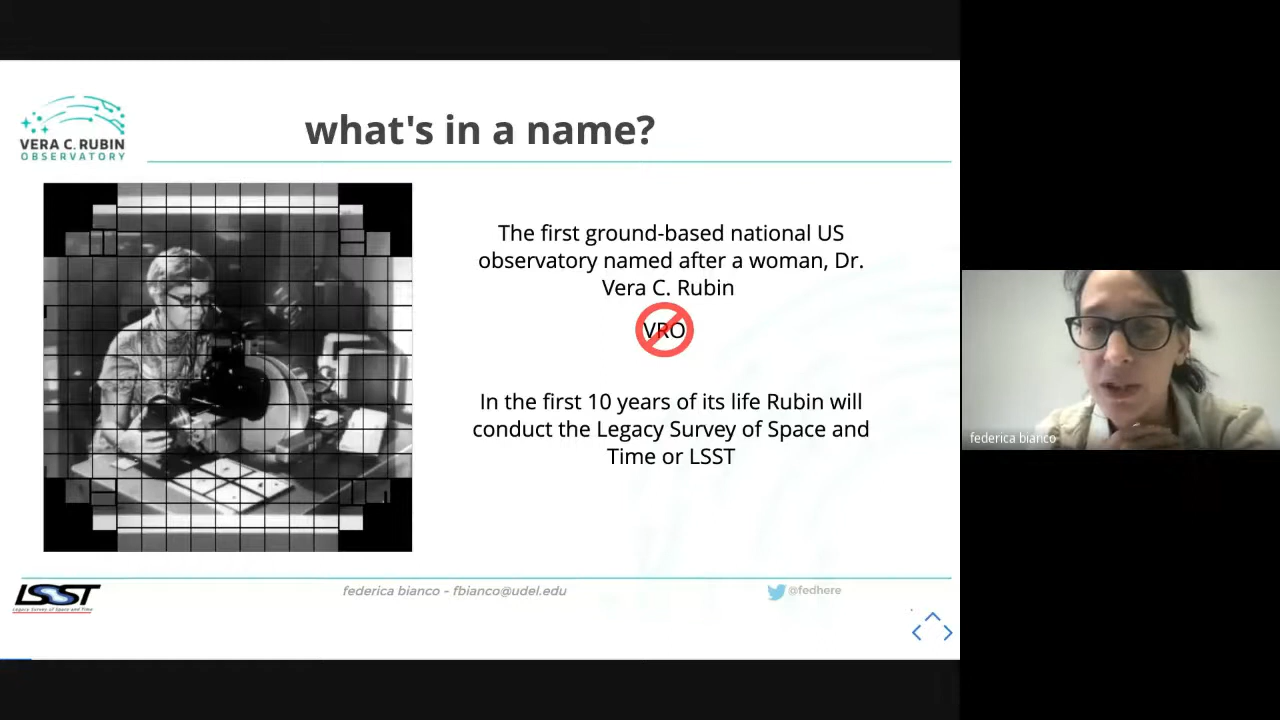 VERA C. RUBIN
OBSERVATORY
what's in a name?
The first ground-based national US
observatory named after a woman, Dr.
Vera C. Rubin
VRO
In the first 10 years of its life Rubin will
conduct the Legacy Survey of Space and
Time or LSST
LSST
Legacy Survey of Space and Time
federica bianco - fbianco@udel.edu
@fedhere
federica bianco